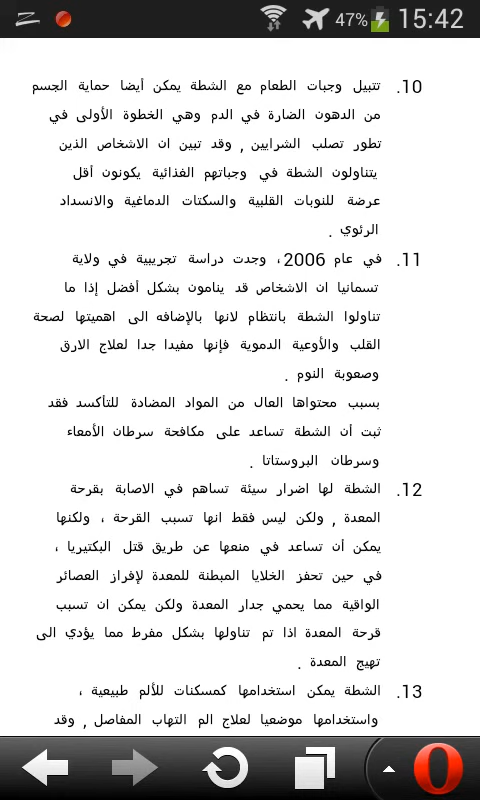 47% 15:42
10. تتبيل وجبات الطعام مع الشطة يمكن أيضا حماية الجسم
من الدهون الضارة في الدم وهي الخطوة الأولى في
تطور تصلب الشرايين , وقد تبين ان الاشخاص الذين
يتناولون الشطة في وجباتهم الغذائية يكونون أقل
عرضة للنوبات القلبية والسكتات الدماغية والانسداد
الرئوي .
11. في عام 2006، وجدت دراسة تجريبية في ولاية
تسمانيا ان الاشخاص قد ينامون بشكل أفضل إذا ما
تناولوا الشطة بانتظام لانها بالإضافه الى اهميتها لصحة
القلب والأوعية الدموية فإنها مفيدا جدا لعلاج الارق
وصعوبة النوم .
بسبب محتواها العال من المواد المضادة للتأكسد فقد
ثبت أن الشطة تساعد على مكافحة سرطان الأمعاء
وسرطان البروستاتا .
12. الشطة لها اضرار سيئة تساهم في الاصابة بقرحة
المعدة , ولكن ليس فقط انها تسبب القرحة ، ولكنها
يمكن أن تساعد في منعها عن طريق قتل البكتيريا ،
في حين تحفز الخلايا المبطنة للمعدة لإفراز العصائر
الواقية مما يحمي جدار المعدة ولكن يمكن ان تسبب
قرحة المعدة اذا تم تناولها بشكل مفرط مما يؤدي الى
تهيج المعدة .
13. الشطة يمكن استخدامها كمسكنات للألم طبيعية ،
واستخدامها موضعيا لعلاج الم التهاب المفاصل , وقد